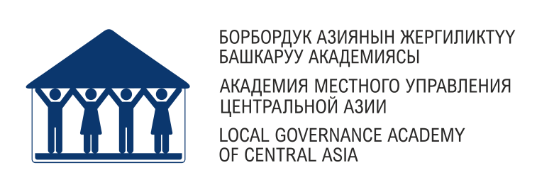 БОРБОРДУК АЗИЯНЫН ЖЕРГИЛИКТҮҮ
БАШКАРУУ АКАДЕМИЯСЫ
АКАДЕМИЯ МЕСТНОГО УПРАВЛЕНИЯ
ЦЕНТРАЛЬНОЙ АЗИИ
LOCAL GOVERNANCE ACADEMY
OF CENTRAL ASIA